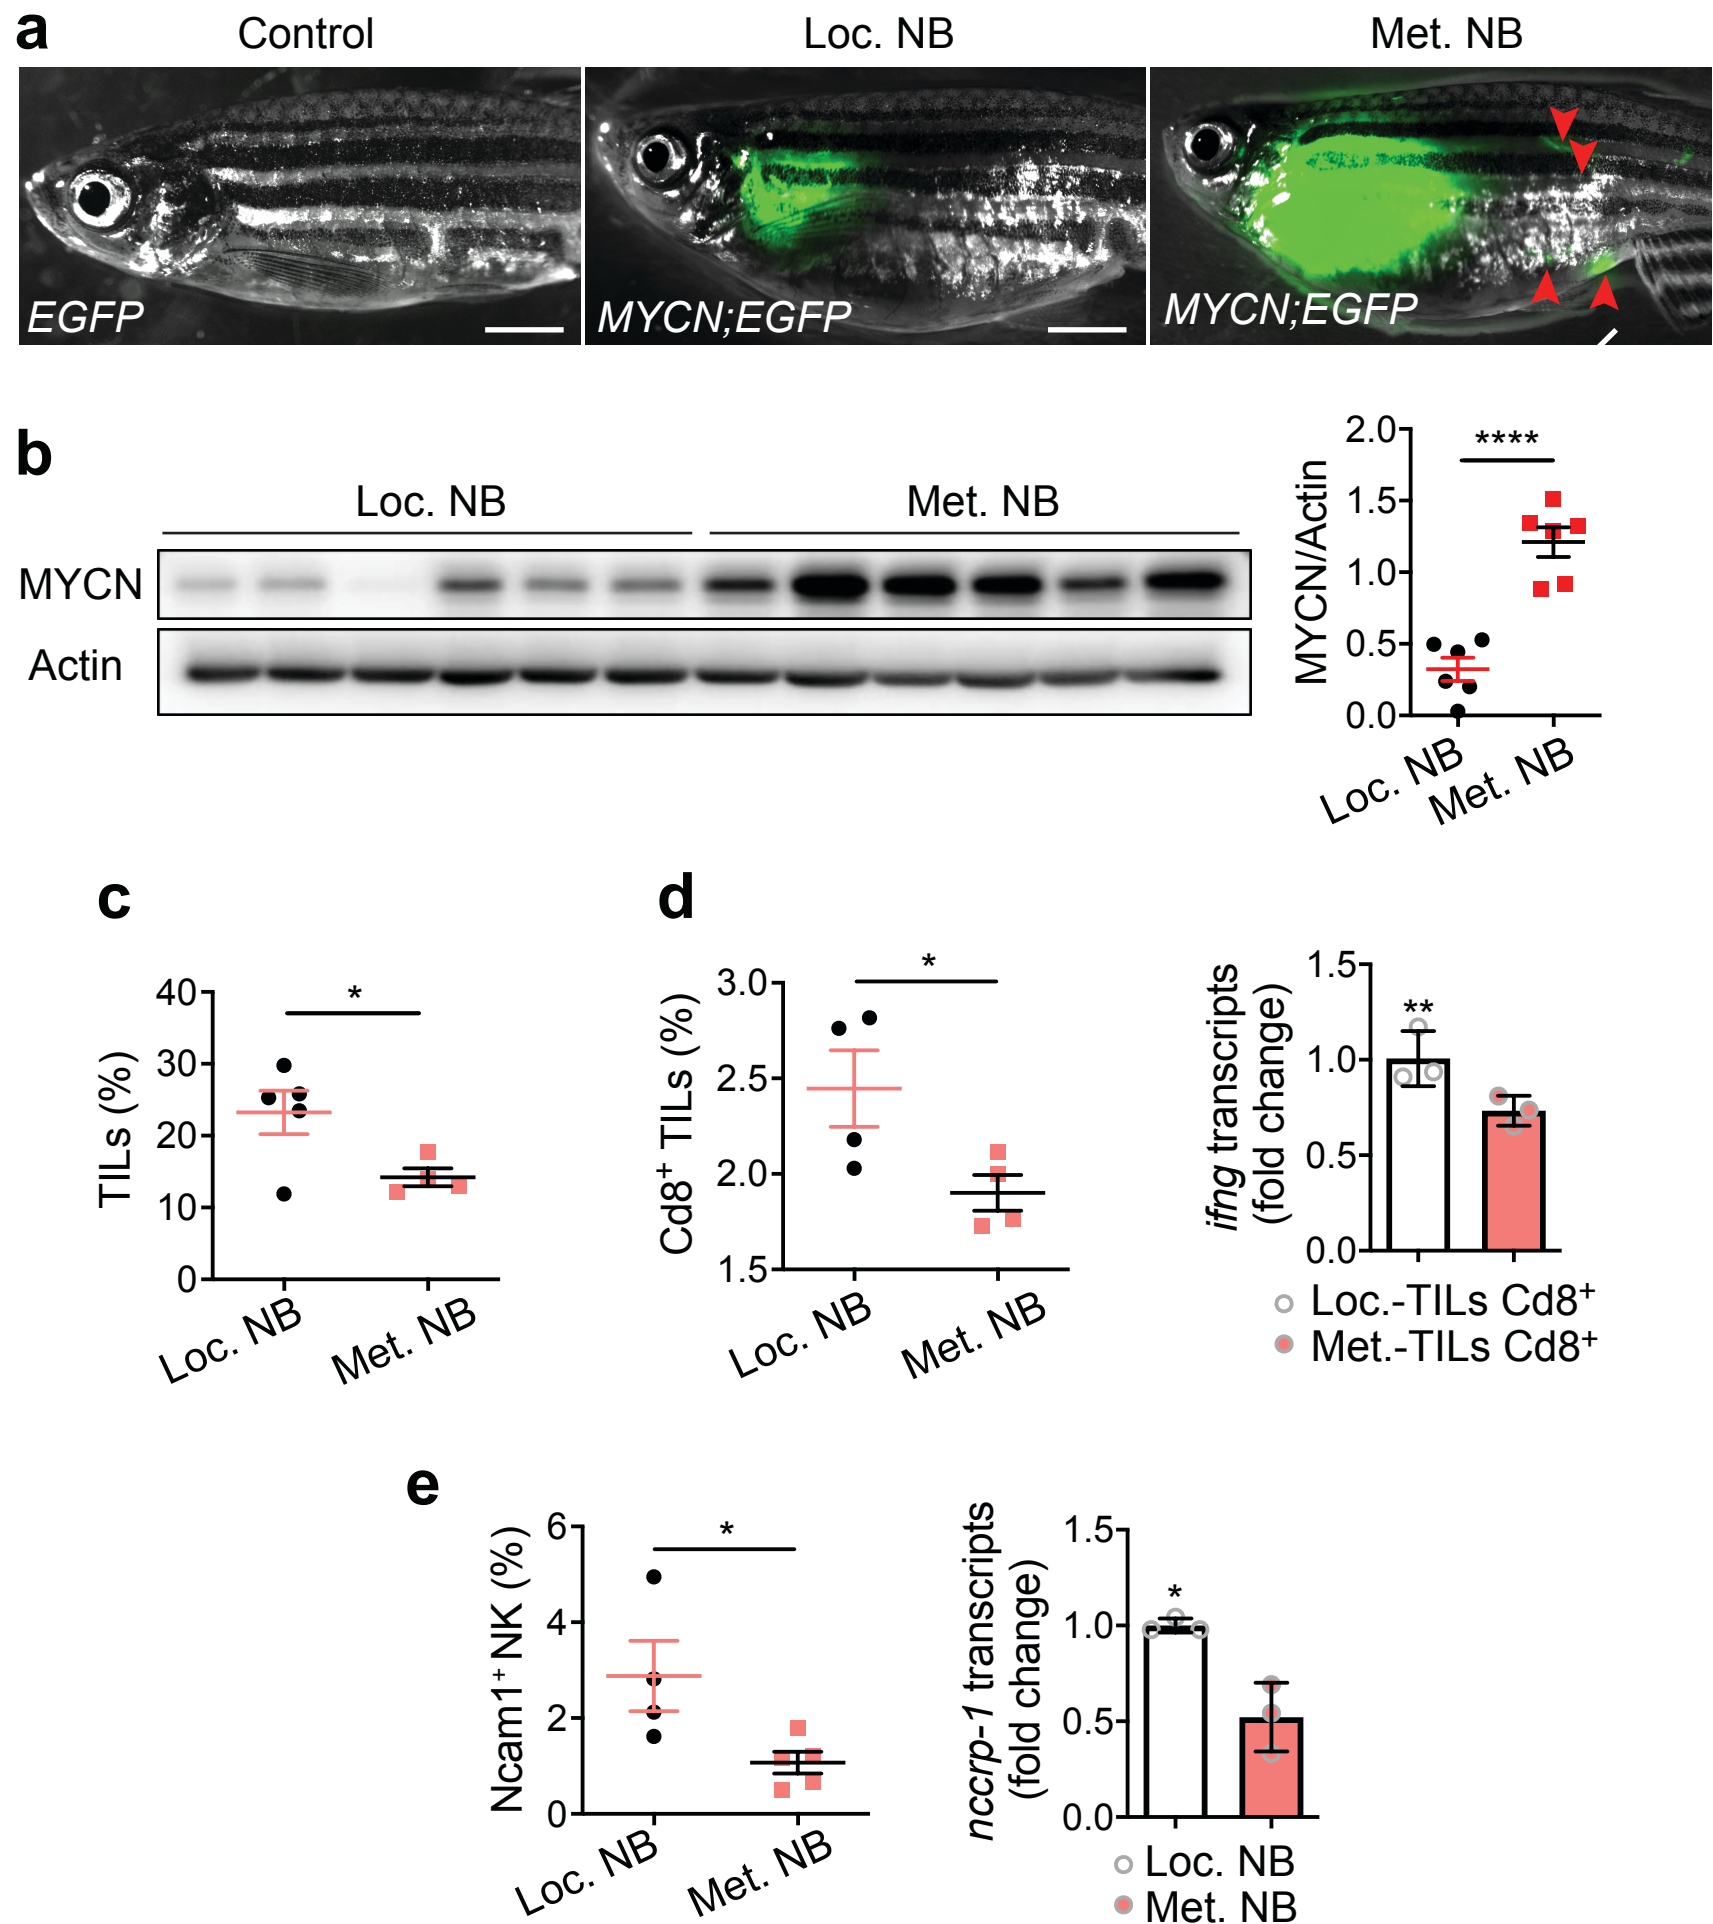 a
Control
Loc. NB
Met. NB
EGFP
MYCN;EGFP
MYCN;EGFP
b
Loc. NB
Met. NB
MYCN
Actin
MYCN/Actin
2.0
1.5
1.0
0.5
0.0
****
Loc. NB
Met. NB
c
TILs (%)
40
30
20
10
0
*
Loc. NB
Met. NB
d
Cd8⁺ TILs (%)
3.0
2.5
2.0
1.5
*
Loc. NB
Met. NB
ifng transcripts
(fold change)
1.5
1.0
0.5
0.0
**
Loc.-TILs Cd8⁺
Met.-TILs Cd8⁺
e
Ncam1⁺ NK (%)
6
4
2
0
*
Loc. NB
Met. NB
nccrp-1 transcripts
(fold change)
1.5
1.0
0.5
0.0
*
Loc. NB
Met. NB